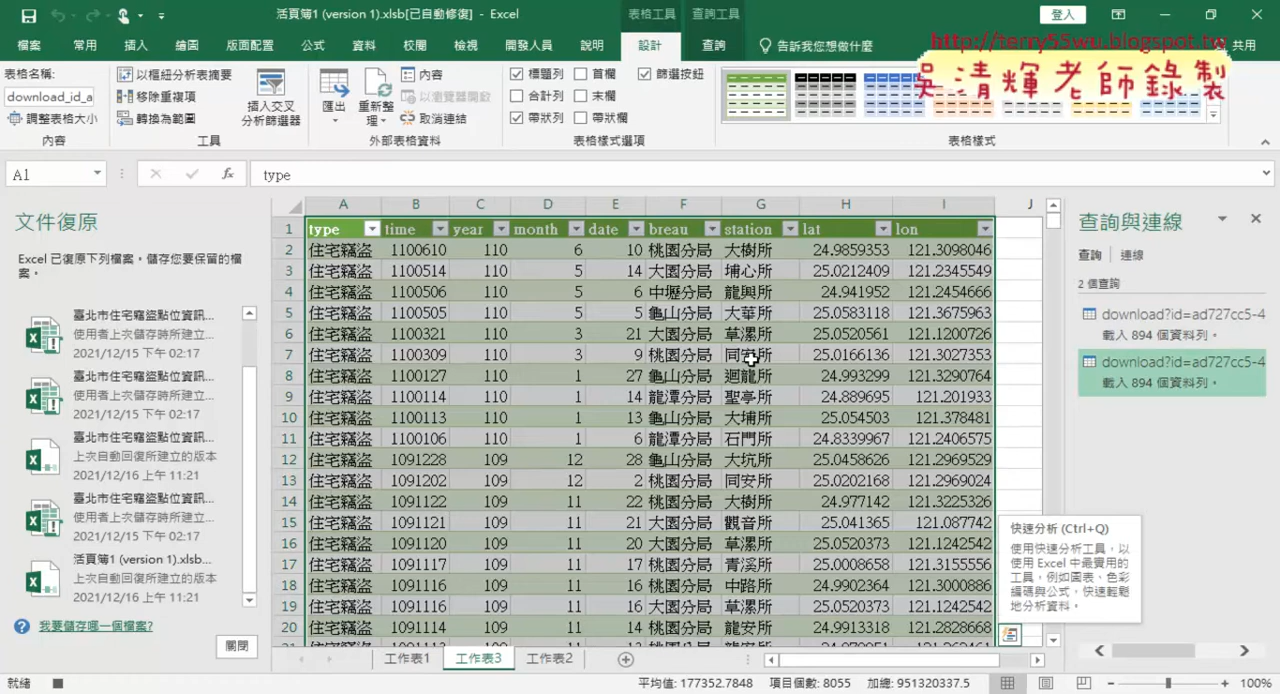 活頁簿1 (version 1).xlsb[已自動修復] - Excel
表格工具 查詢工具
登入
檔案 常用 插入 繪圖 版面配置 公式 資料 校閱 檢視 開發人員 說明 設計 查詢 告訴我您想做什麼 共用
http://terry55wu.blogspot.tw
吳清輝老師錄製
表格名稱:
download_id_a
調整表格大小
內容
以樞紐分析表摘要
移除重複項
轉換為範圍
插入交叉
分析篩選器
工具
匯出
重新整
理
內容
以瀏覽器開啟
取消連結
外部表格資料
標題列 首欄 篩選按鈕
合計列 末欄
帶狀列 帶狀欄
表格樣式選項
表格樣式
A1 fx type
文件復原
Excel 已復原下列檔案。儲存您要保留的檔
案。
臺北市住宅竊盜點位資訊...
使用者上次儲存時所建立...
2021/12/15 下午 02:17
臺北市住宅竊盜點位資訊...
使用者上次儲存時所建立...
2021/12/15 下午 02:17
臺北市住宅竊盜點位資訊...
上次自動回復所建立的版本
2021/12/16 上午 11:21
臺北市住宅竊盜點位資訊...
使用者上次儲存時所建立...
2021/12/15 下午 02:17
活頁簿1 (version 1).xlsb...
上次自動回復所建立的版本
2021/12/16 上午 11:21
我要儲存哪一個檔案?
關閉
A B C D E F G H I J
1 type time year month date breau station lat lon
2 住宅竊盜 1100610 110 6 10 桃園分局 大樹所 24.9859353 121.3098046
3 住宅竊盜 1100514 110 5 14 大園分局 埔心所 25.0212409 121.2345549
4 住宅竊盜 1100506 110 5 6 中壢分局 龍興所 24.941952 121.2454666
5 住宅竊盜 1100505 110 5 5 龜山分局 大華所 25.0583118 121.3675963
6 住宅竊盜 1100321 110 3 21 大園分局 草漯所 25.0520561 121.1200726
7 住宅竊盜 1100309 110 3 9 桃園分局 同安所 25.0166136 121.3027353
8 住宅竊盜 1100127 110 1 27 龜山分局 迴龍所 24.993299 121.3290764
9 住宅竊盜 1100114 110 1 14 龍潭分局 聖亭所 24.889695 121.201933
10 住宅竊盜 1100113 110 1 13 龜山分局 大埔所 25.054503 121.378481
11 住宅竊盜 1100106 110 1 6 龍潭分局 石門所 24.8339967 121.2406575
12 住宅竊盜 1091228 109 12 28 龜山分局 大坑所 25.0458626 121.2969529
13 住宅竊盜 1091202 109 12 2 桃園分局 同安所 25.0202168 121.2969024
14 住宅竊盜 1091122 109 11 22 桃園分局 大樹所 24.977142 121.3225326
15 住宅竊盜 1091121 109 11 21 大園分局 觀音所 25.041365 121.087742
16 住宅竊盜 1091120 109 11 20 大園分局 草漯所 25.0520373 121.1242542
17 住宅竊盜 1091117 109 11 17 桃園分局 青溪所 25.0008658 121.3155556
18 住宅竊盜 1091116 109 11 16 桃園分局 中路所 24.9902364 121.3000886
19 住宅竊盜 1091116 109 11 16 大園分局 草漯所 25.0520373 121.1242542
20 住宅竊盜 1091114 109 11 14 桃園分局 龍安所 24.9913318 121.2828668
查詢與連線
查詢 連線
2 個查詢
download?id=ad727cc5-4
載入 894 個資料列。
download?id=ad727cc5-4
載入 894 個資料列。
快速分析 (Ctrl+Q)
使用快速分析工具，以
使用 Excel 中最實用的
工具，例如圖表、色彩
編碼與公式，快速輕鬆
地分析資料。
工作表1 工作表3 工作表2
就緒 平均值: 177352.7848 項目個數: 8055 加總: 951320337.5 100%